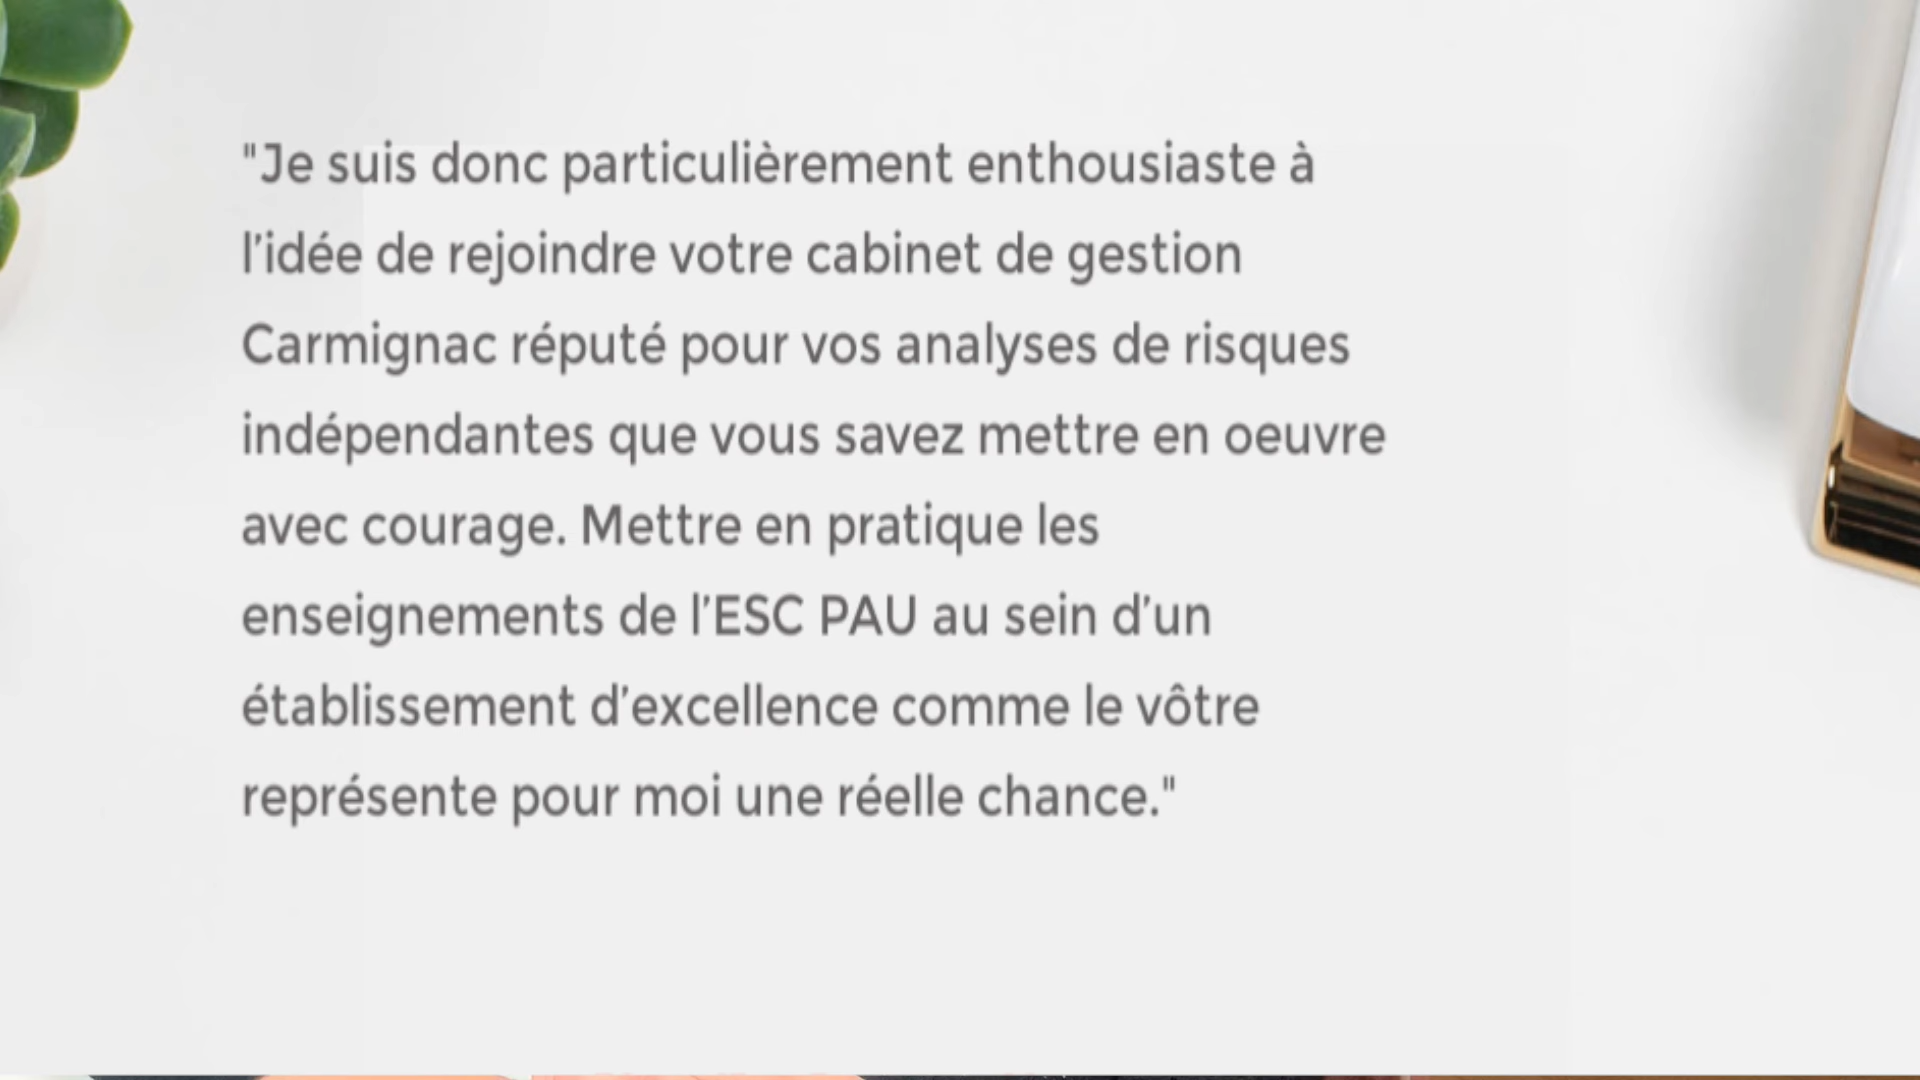 "Je suis donc particulièrement enthousiaste à
l'idée de rejoindre votre cabinet de gestion
Carmignac réputé pour vos analyses de risques
indépendantes que vous savez mettre en oeuvre
avec courage. Mettre en pratique les
enseignements de l'ESC PAU au sein d'un
établissement d'excellence comme le vôtre
représente pour moi une réelle chance."